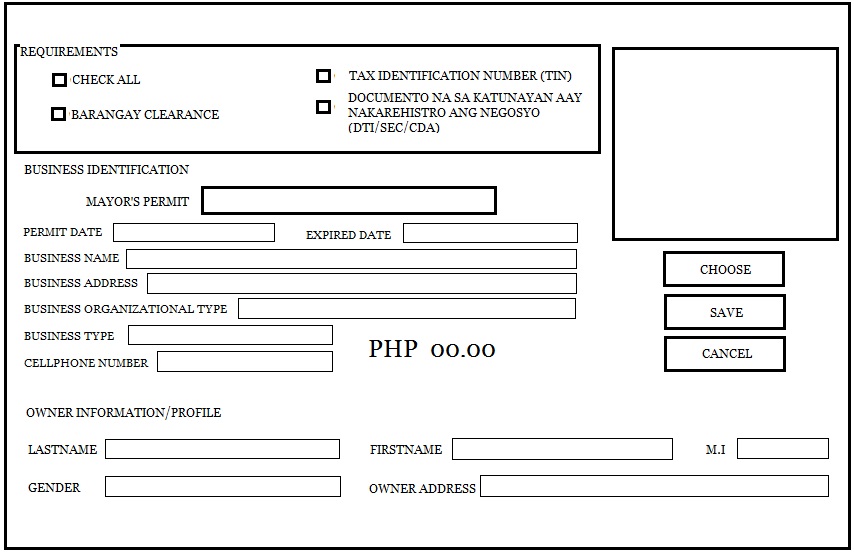 REQUIREMENTS
CHECK ALL
TAX IDENTIFICATION NUMBER (TIN)
BARANGAY CLEARANCE
DOCUMENTO NA SA KATUNAYAN AAY
NAKAREHISTRO ANG NEGOSYO
(DTI/SEC/CDA)
BUSINESS IDENTIFICATION
MAYOR'S PERMIT
PERMIT DATE
EXPIRED DATE
BUSINESS NAME
BUSINESS ADDRESS
BUSINESS ORGANIZATIONAL TYPE
BUSINESS TYPE
CELLPHONE NUMBER
PHP 00.00
CHOOSE
SAVE
CANCEL
OWNER INFORMATION/PROFILE
LASTNAME
FIRSTNAME
M.I
GENDER
OWNER ADDRESS